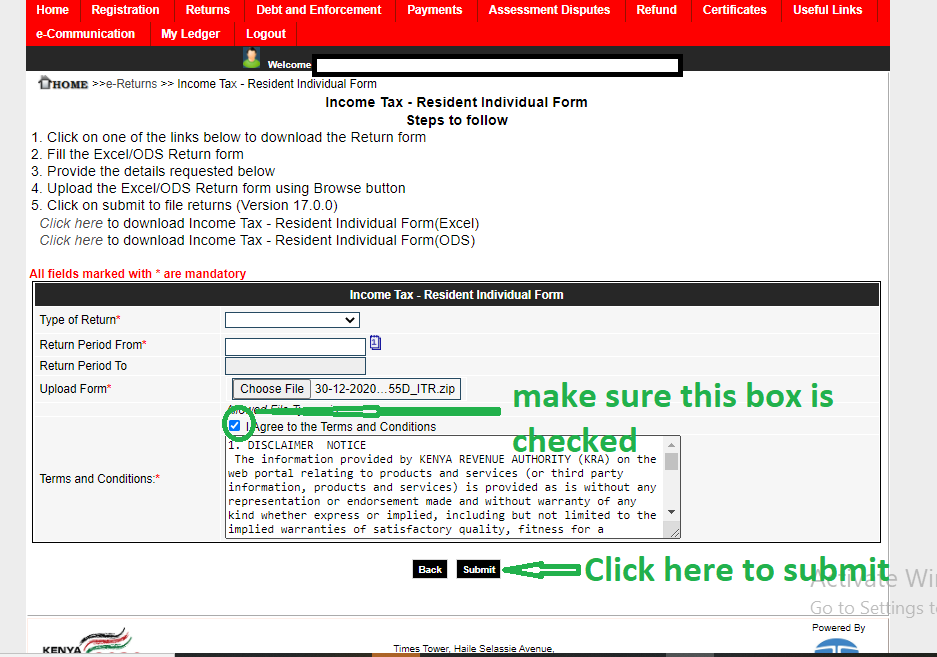 Home Registration Returns Debt and Enforcement Payments Assessment Disputes Refund Certificates Useful Links
e-Communication My Ledger Logout
Welcome
HOME >>e-Returns >> Income Tax - Resident Individual Form
Income Tax - Resident Individual Form
Steps to follow
1. Click on one of the links below to download the Return form
2. Fill the Excel/ODS Return form
3. Provide the details requested below
4. Upload the Excel/ODS Return form using Browse button
5. Click on submit to file returns (Version 17.0.0)
Click here to download Income Tax - Resident Individual Form(Excel)
Click here to download Income Tax - Resident Individual Form(ODS)
All fields marked with * are mandatory
Income Tax - Resident Individual Form
Type of Return*
Return Period From*
1
Return Period To
Upload Form*
Choose File 30-12-2020...55D_ITR.zip
make sure this box is
checked
Allowed File Type
I Agree to the Terms and Conditions
Terms and Conditions:*
1. DISCLAIMER NOTICE
The information provided by KENYA REVENUE AUTHORITY (KRA) on the
web portal relating to products and services (or third party
information, products and services) is provided as is without any
representation or endorsement made and without warranty of any
kind whether express or implied, including but not limited to the
implied warranties of satisfactory quality, fitness for a
Back Submit
Click here to submit
Activate Win
Go to Settings t
Powered By
KENYA
Times Tower, Haile Selassie Avenue,